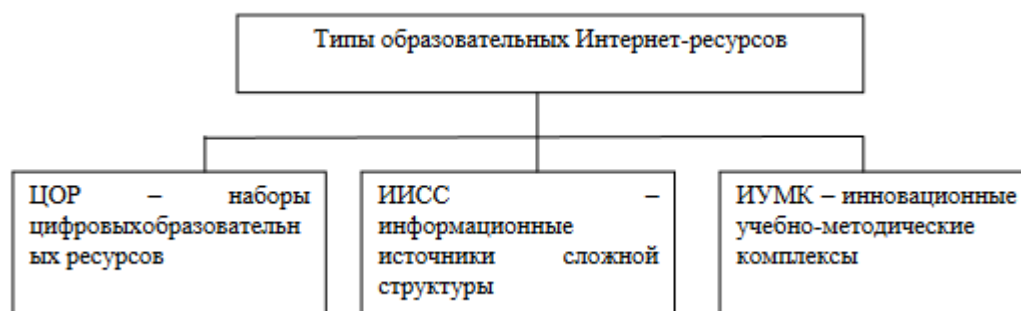 Типы образовательных Интернет-ресурсов
ЦОР – наборы
цифровыхобразовательн
ых ресурсов
ИИСС –
информационные
источники сложной
структуры
ИУМК – инновационные
учебно-методические
комплексы